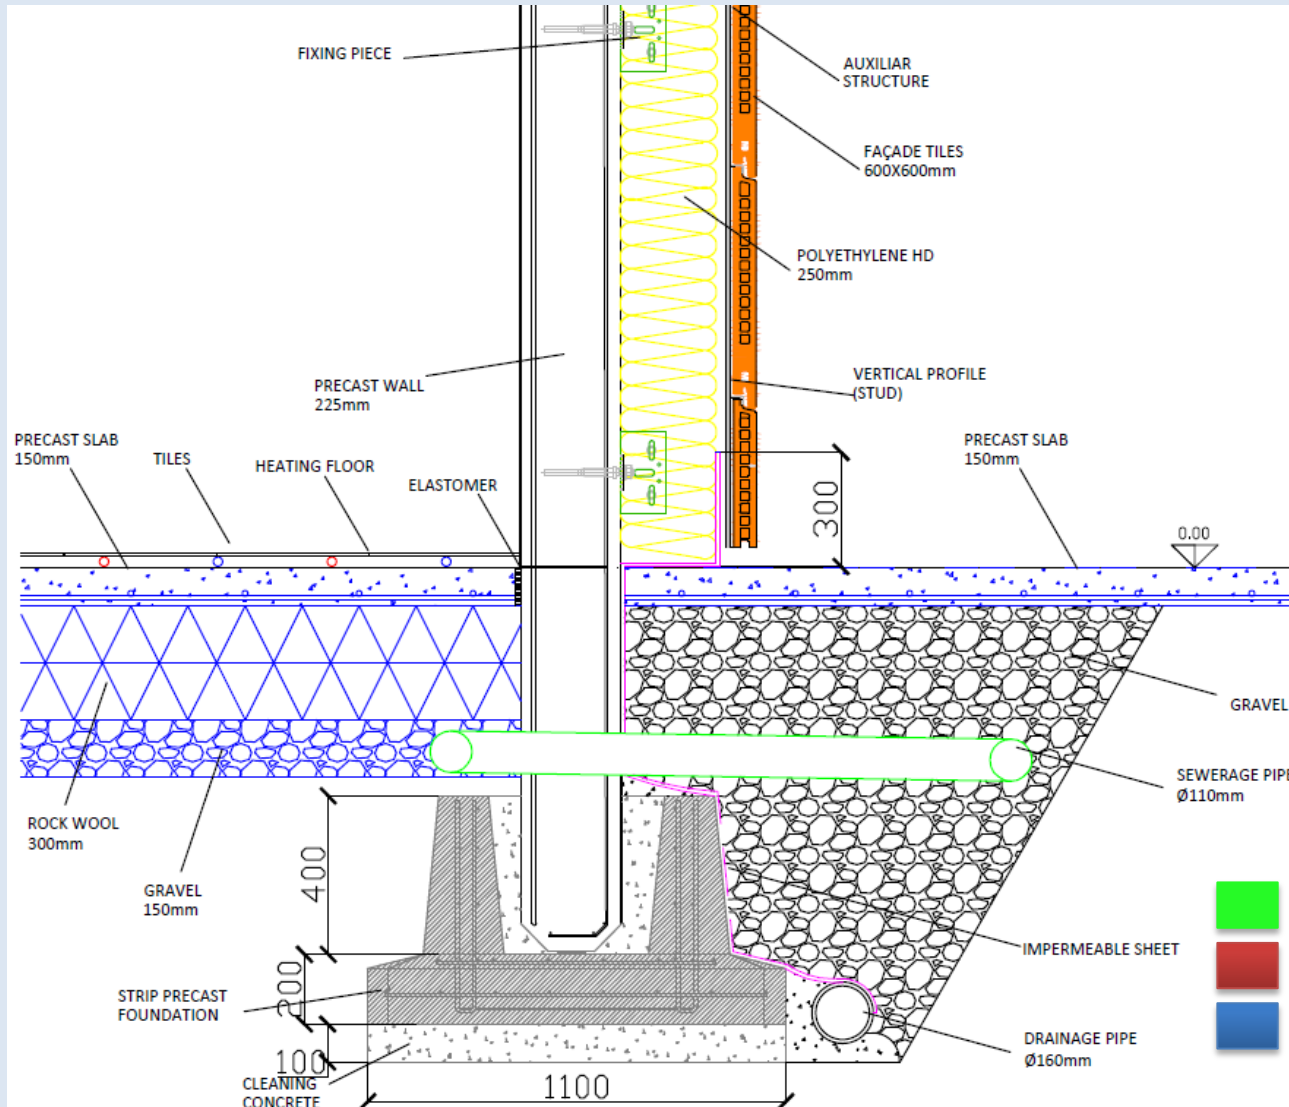 FIXING PIECE
AUXILIAR
STRUCTURE
FAÇADE TILES
600X600mm
POLYETHYLENE HD
250mm
PRECAST WALL
225mm
VERTICAL PROFILE
(STUD)
PRECAST SLAB
150mm
TILES
HEATING FLOOR
ELASTOMER
PRECAST SLAB
150mm
300
0.00
GRAVEL
SEWERAGE PIPE
Ø110mm
ROCK WOOL
300mm
400
GRAVEL
150mm
IMPERMEABLE SHEET
200
STRIP PRECAST
FOUNDATION
DRAINAGE PIPE
Ø160mm
100
CLEANING
CONCRETE
1100